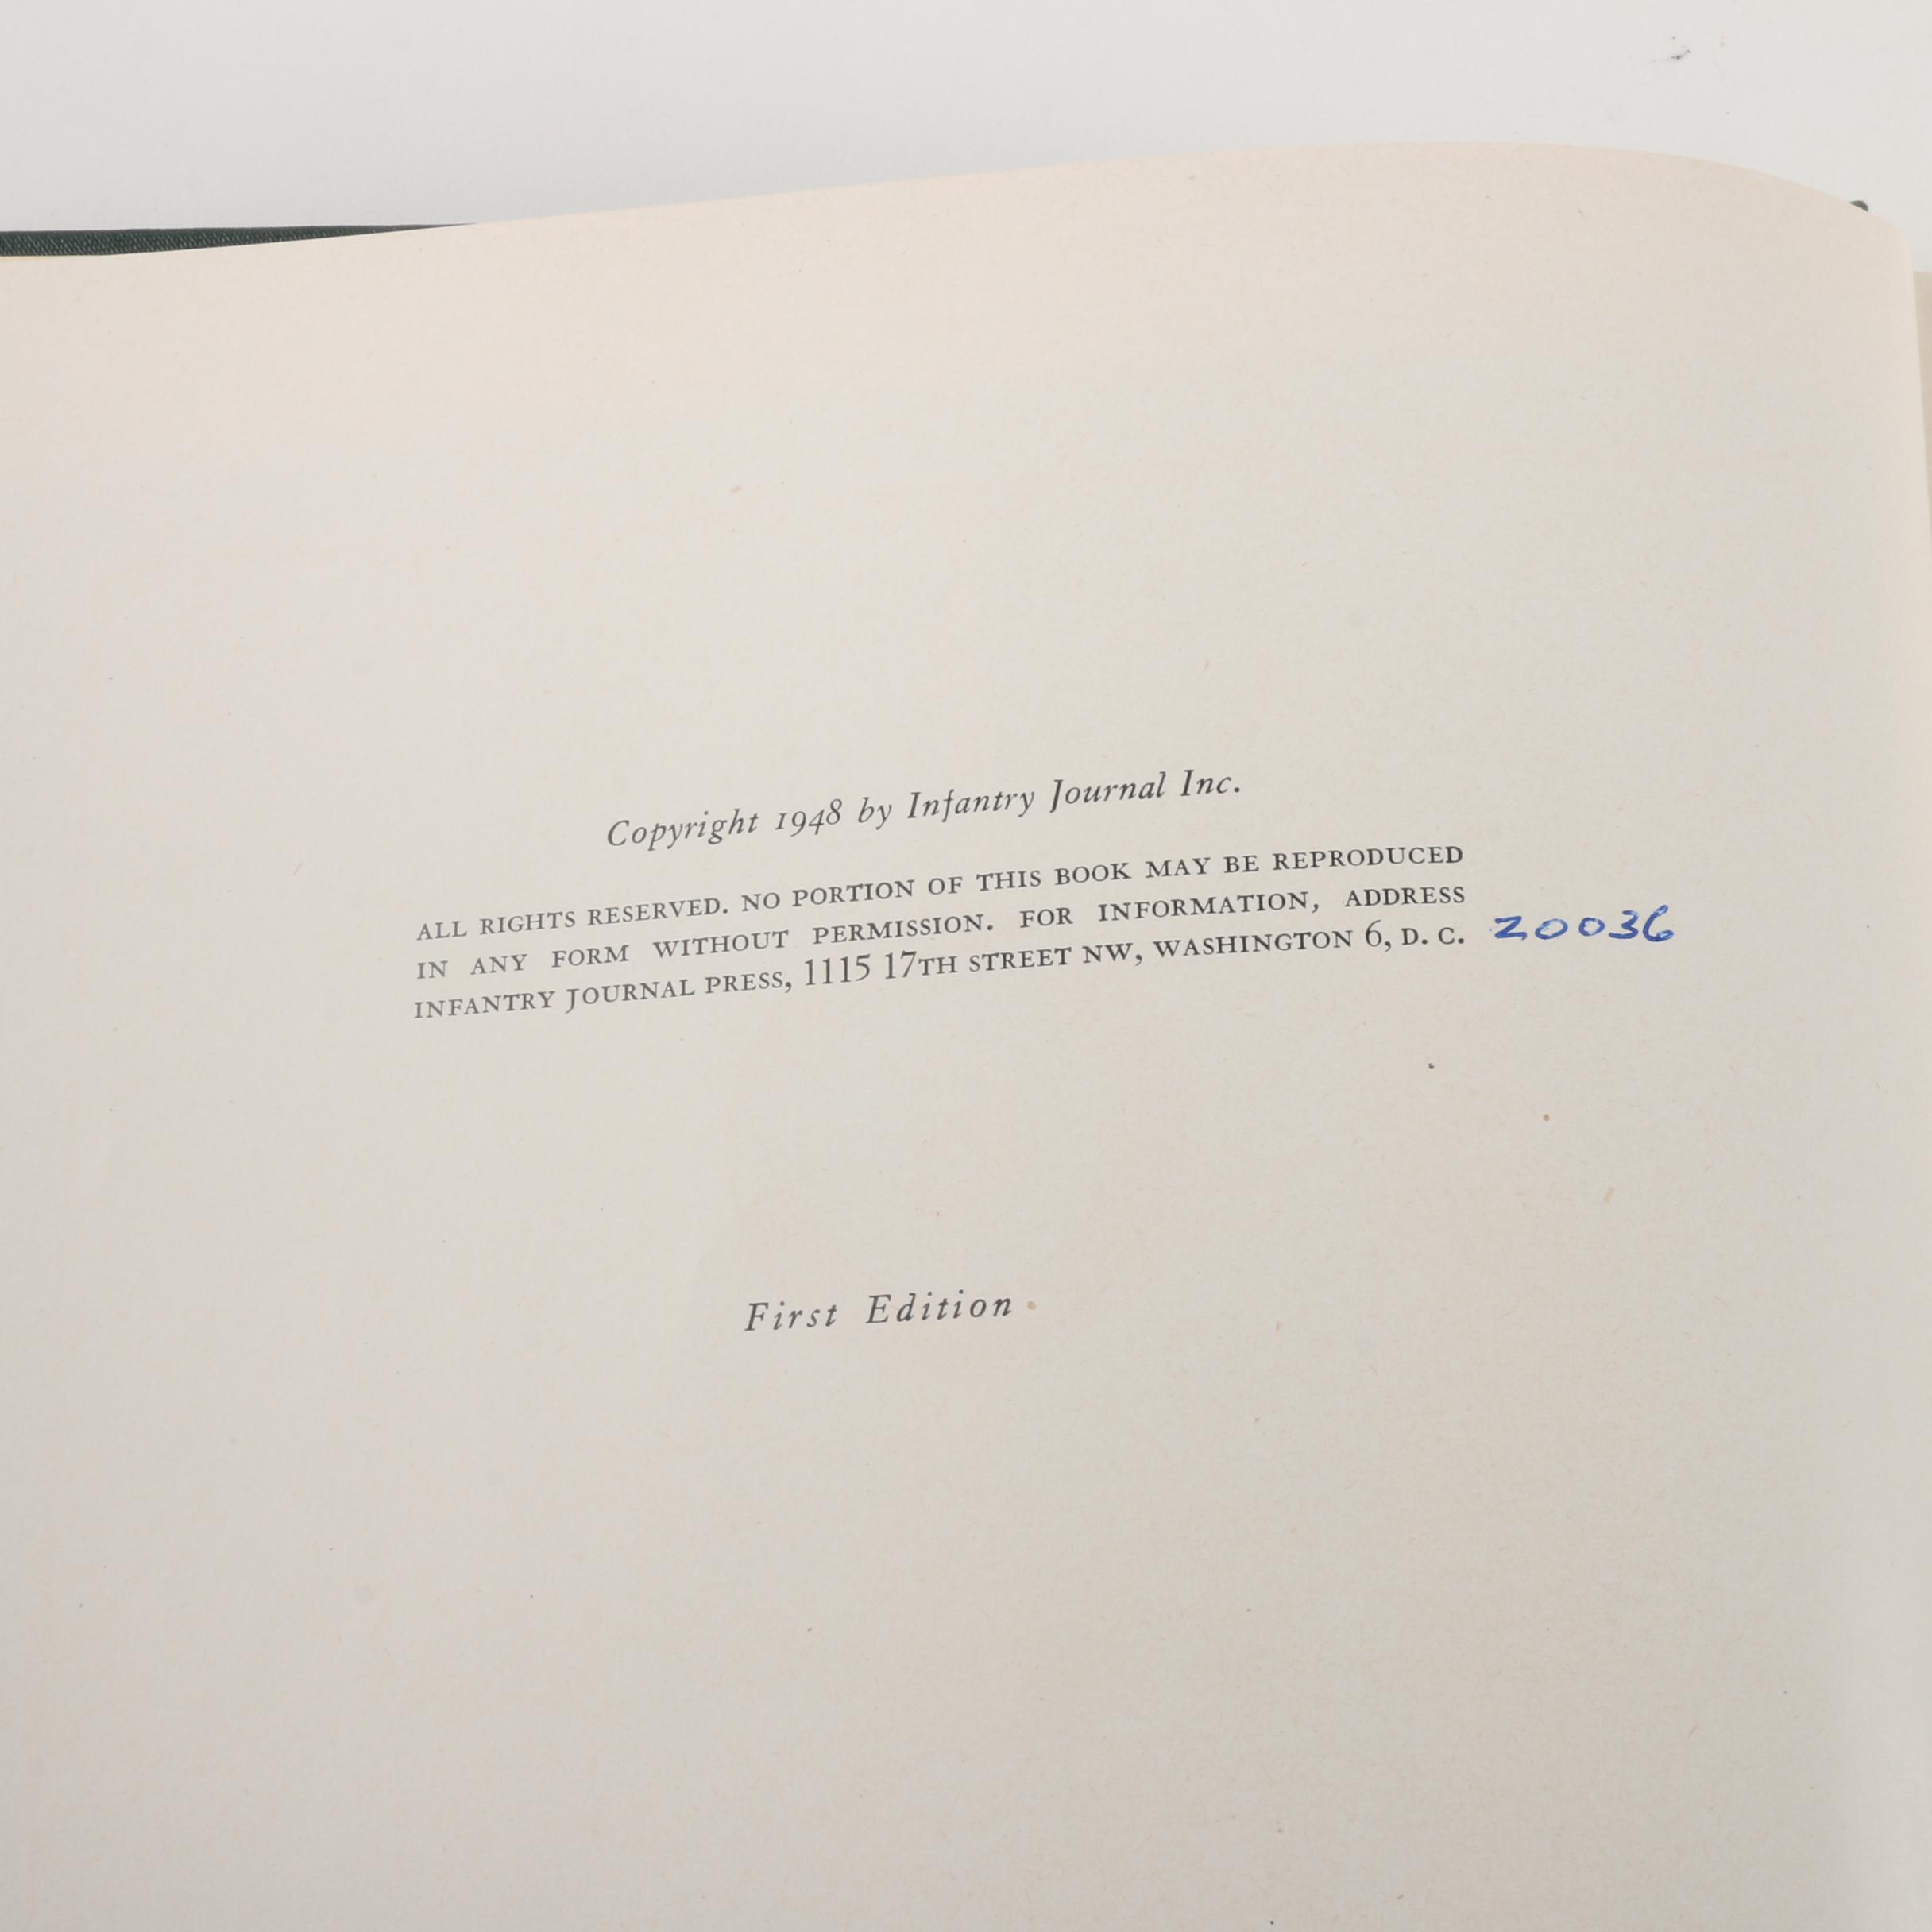 Copyright 1948 by Infantry Journal Inc.
ALL RIGHTS RESERVED. NO PORTION OF THIS BOOK MAY BE REPRODUCED
IN ANY FORM WITHOUT PERMISSION. FOR INFORMATION, ADDRESS
INFANTRY JOURNAL PRESS, 1115 17TH STREET NW, WASHINGTON 6, D. C. 20036
First Edition